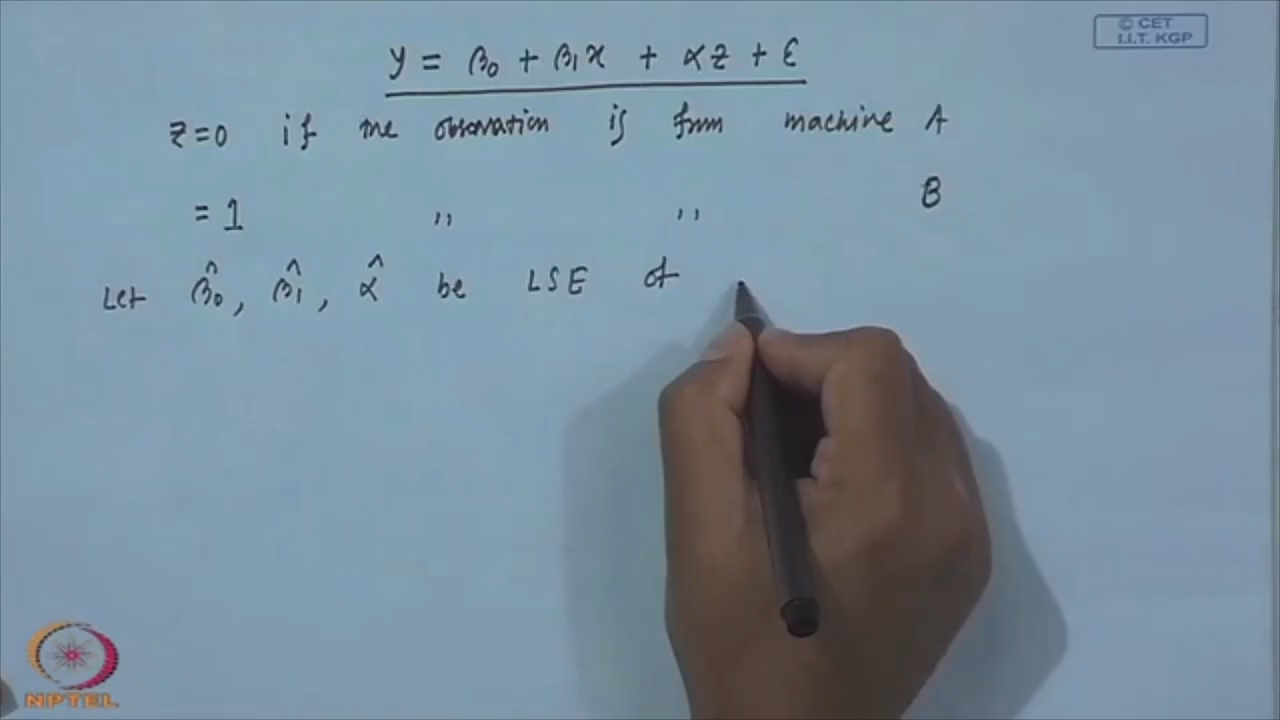 © CET
I.I.T. KGP
y = β₀ + β₁x + αz + ε
z=0 if the observation is from machine A
= 1 ,, ,, B
Let β̂₀, β̂₁, α̂ be LSE of
NPTEL